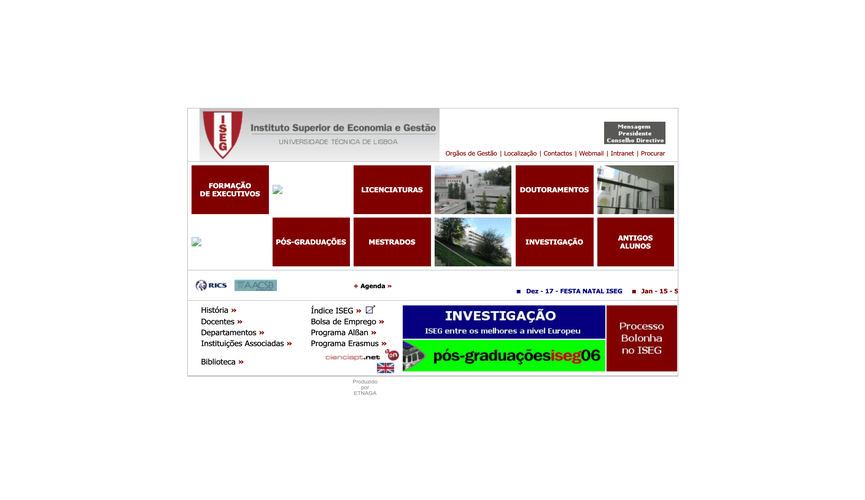 ISEG
Instituto Superior de Economia e Gestão
UNIVERSIDADE TÉCNICA DE LISBOA
Mensagem
Presidente
Conselho Directivo
Orgãos de Gestão | Localização | Contactos | Webmail | Intranet | Procurar
FORMAÇÃO
DE EXECUTIVOS
LICENCIATURAS
DOUTORAMENTOS
PÓS-GRADUAÇÕES
MESTRADOS
INVESTIGAÇÃO
ANTIGOS
ALUNOS
RICS
AACSB
+ Agenda »
Dez - 17 - FESTA NATAL ISEG
Jan - 15 - S
História »
Docentes »
Departamentos »
Instituições Associadas »
Biblioteca »
Índice ISEG »
Bolsa de Emprego »
Programa Alßan »
Programa Erasmus »
cienciapt.net
INVESTIGAÇÃO
ISEG entre os melhores a nível Europeu
pós-graduaçõesiseg06
Processo
Bolonha
no ISEG
Produzido
por
ETNAGA